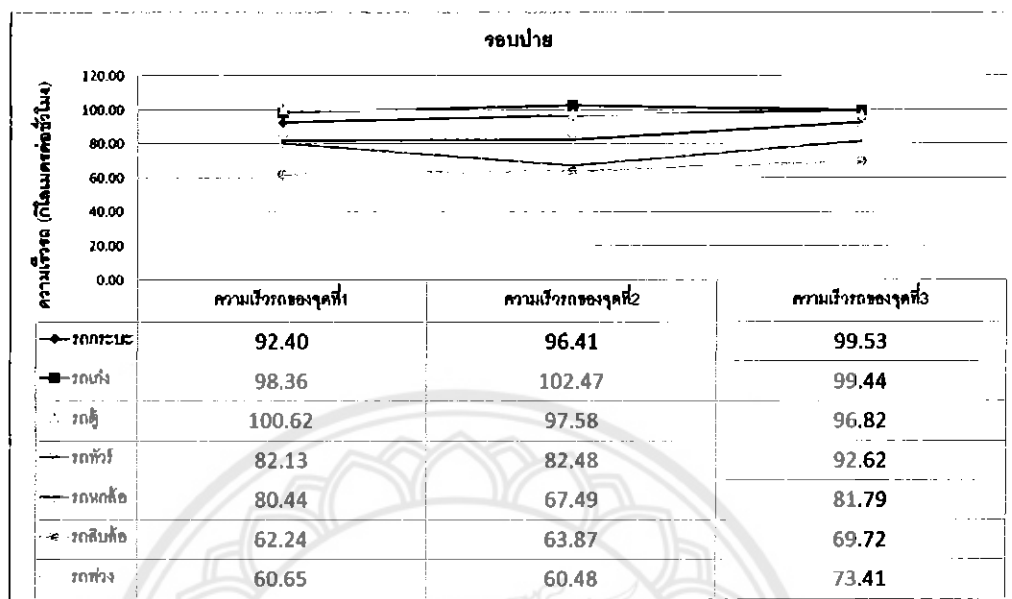 รอบบ่าย
ความเร็วรถ (กิโลเมตรต่อชั่วโมง)
120.00
100.00
80.00
60.00
40.00
20.00
0.00
ความเร็วรถของจุดที่1 ความเร็วรถของจุดที่2 ความเร็วรถของจุดที่3
รถกระบะ 92.40 96.41 99.53
รถเก๋ง 98.36 102.47 99.44
รถตู้ 100.62 97.58 96.82
รถทัวร์ 82.13 82.48 92.62
รถหกล้อ 80.44 67.49 81.79
รถสิบล้อ 62.24 63.87 69.72
รถพ่วง 60.65 60.48 73.41